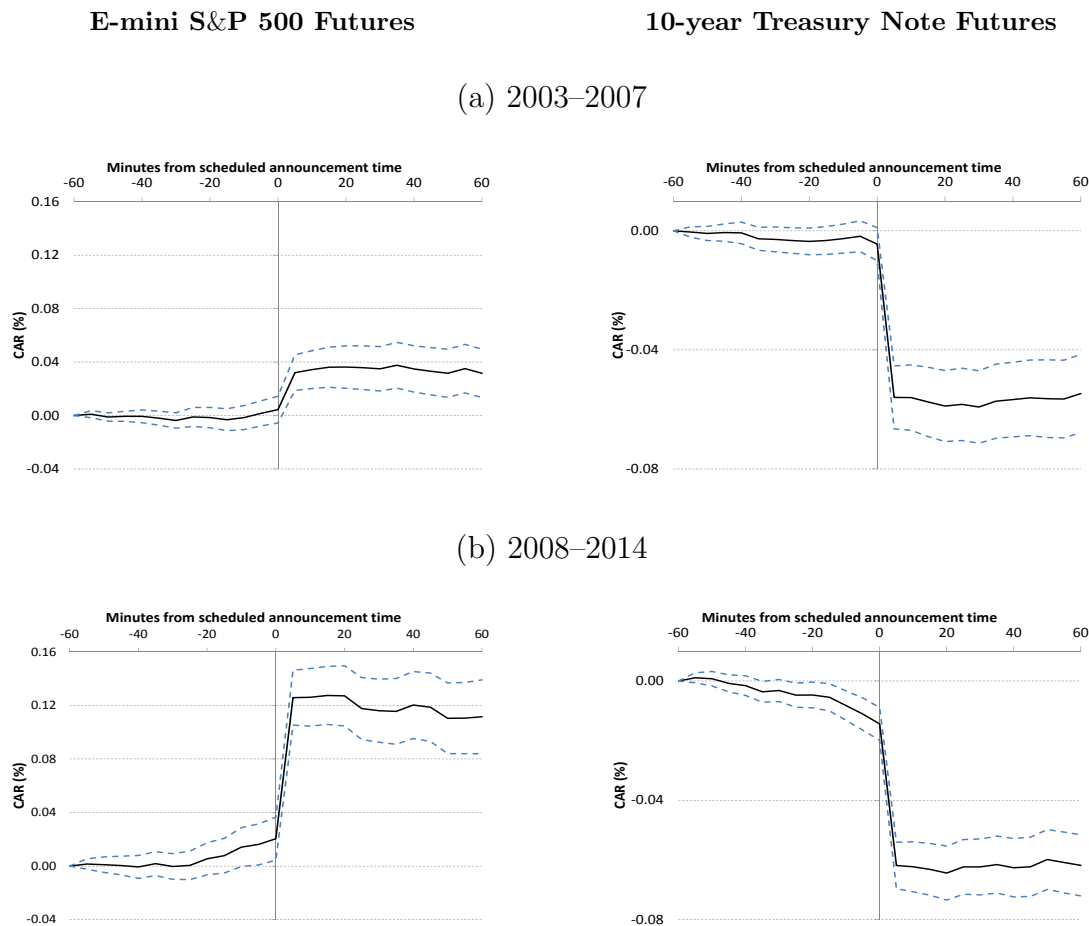 E-mini S&P 500 Futures
10-year Treasury Note Futures
(a) 2003–2007
Minutes from scheduled announcement time
-60 -40 -20 0 20 40 60
0.16
0.12
0.08
0.04
0.00
-0.04
CAR (%)
Minutes from scheduled announcement time
-60 -40 -20 0 20 40 60
0.00
-0.04
-0.08
CAR (%)
(b) 2008–2014
Minutes from scheduled announcement time
-60 -40 -20 0 20 40 60
0.16
0.12
0.08
0.04
0.00
-0.04
CAR (%)
Minutes from scheduled announcement time
-60 -40 -20 0 20 40 60
0.00
-0.04
-0.08
CAR (%)